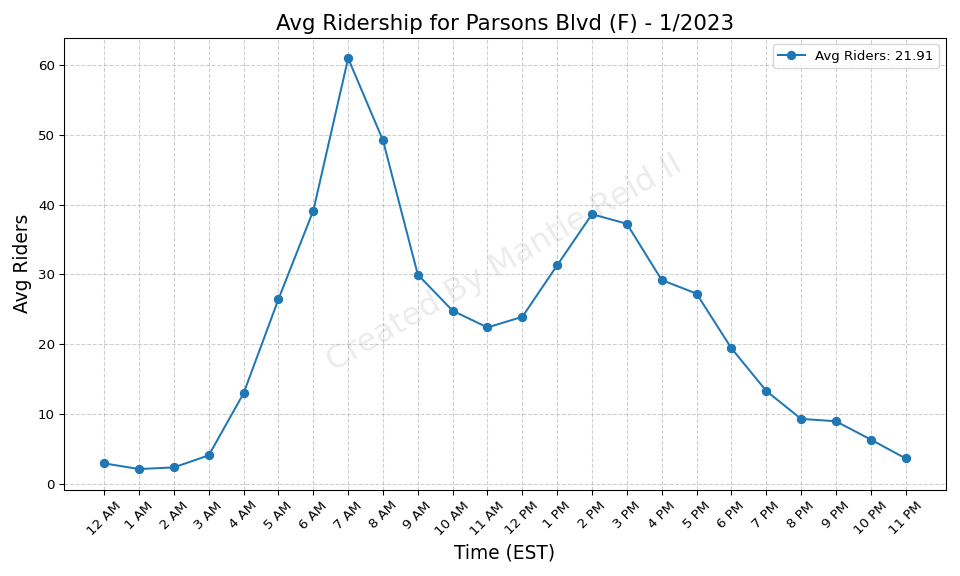 Avg Ridership for Parsons Blvd (F) - 1/2023
Avg Riders: 21.91
Created By Mantie Reid II
Avg Riders
60
50
40
30
20
10
0
12 AM
1 AM
2 AM
3 AM
4 AM
5 AM
6 AM
7 AM
8 AM
9 AM
10 AM
11 AM
12 PM
1 PM
2 PM
3 PM
4 PM
5 PM
6 PM
7 PM
8 PM
9 PM
10 PM
11 PM
Time (EST)